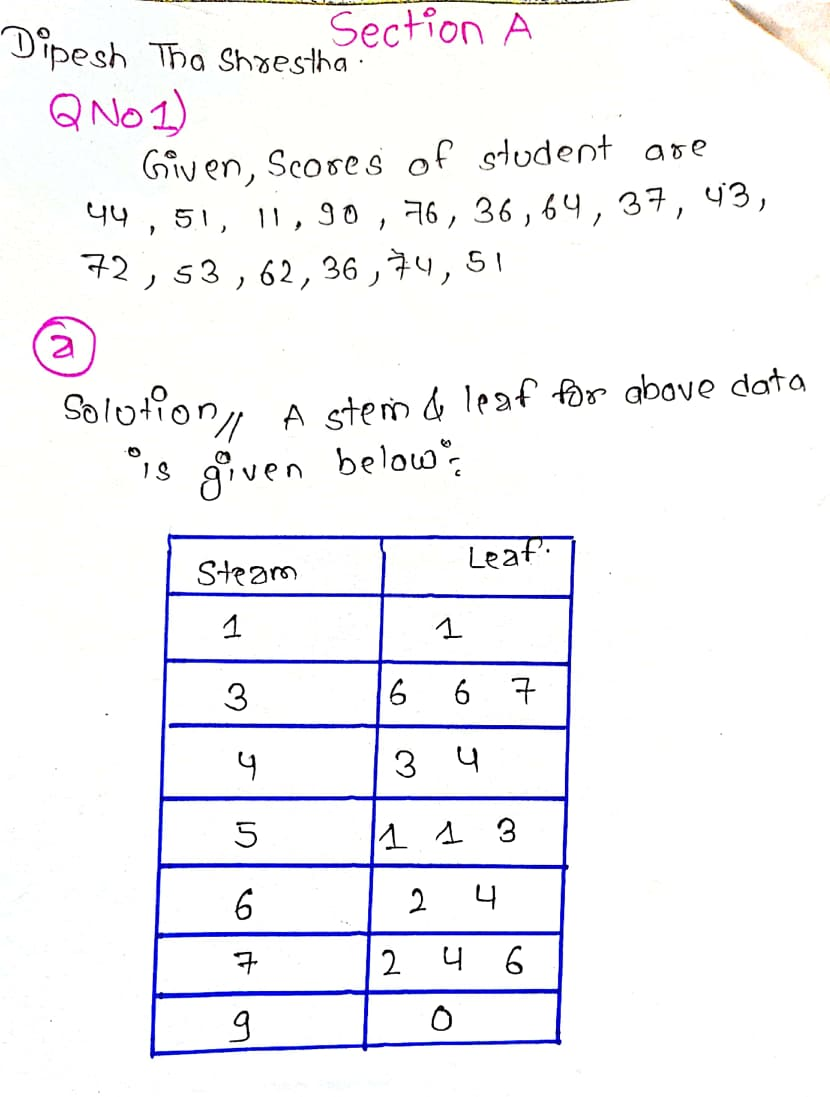 Section A
Dipesh Tha Shrestha.
Q No 1)
Given, Scores of student are
44, 51, 11, 90, 76, 36, 64, 37, 43,
72, 53, 62, 36, 74, 51
a
Solution// A stem & leaf for above data
is given below:
Steam Leaf.
1 1
3 6 6 7
4 3 4
5 1 1 3
6 2 4
7 2 4 6
9 0